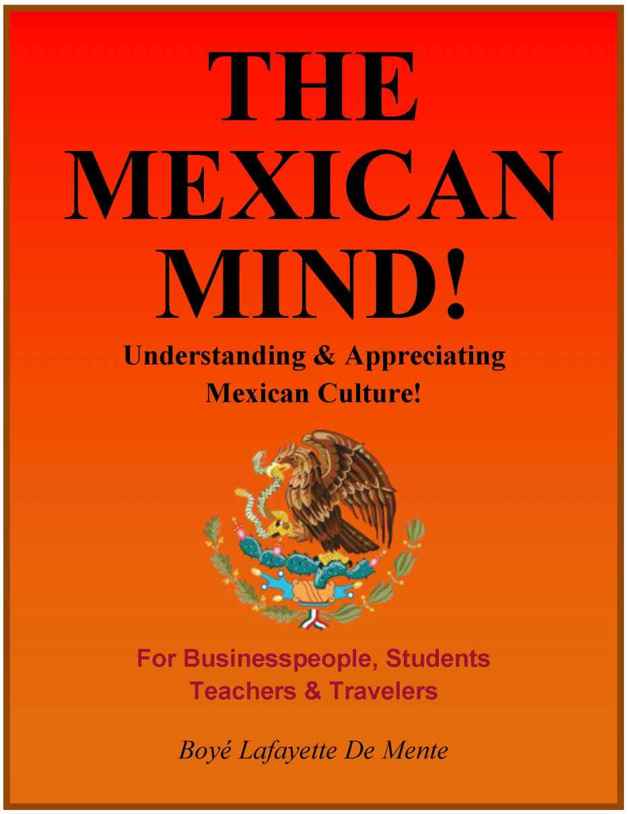 THE
MEXICAN
MIND!
Understanding & Appreciating
Mexican Culture!
For Businesspeople, Students
Teachers & Travelers
Boyé Lafayette De Mente